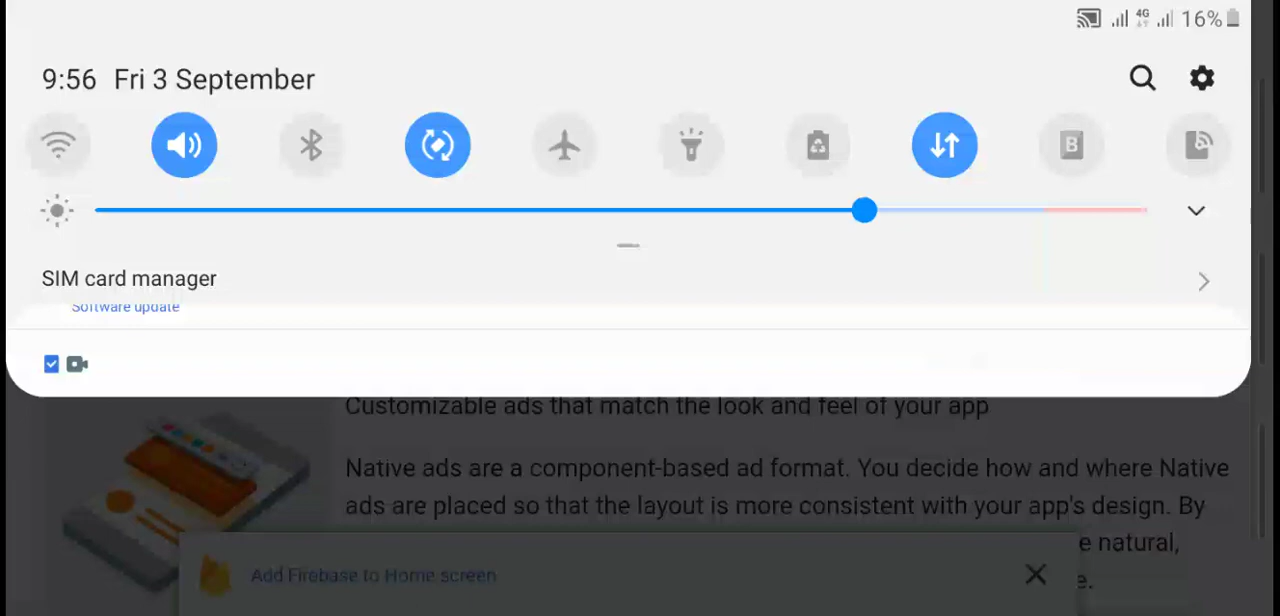 4G 16%
9:56 Fri 3 September
B
SIM card manager
Software update
Customizable ads that match the look and feel of your app
Native ads are a component-based ad format. You decide how and where Native
ads are placed so that the layout is more consistent with your app's design. By
e natural,
e.
Add Firebase to Home screen